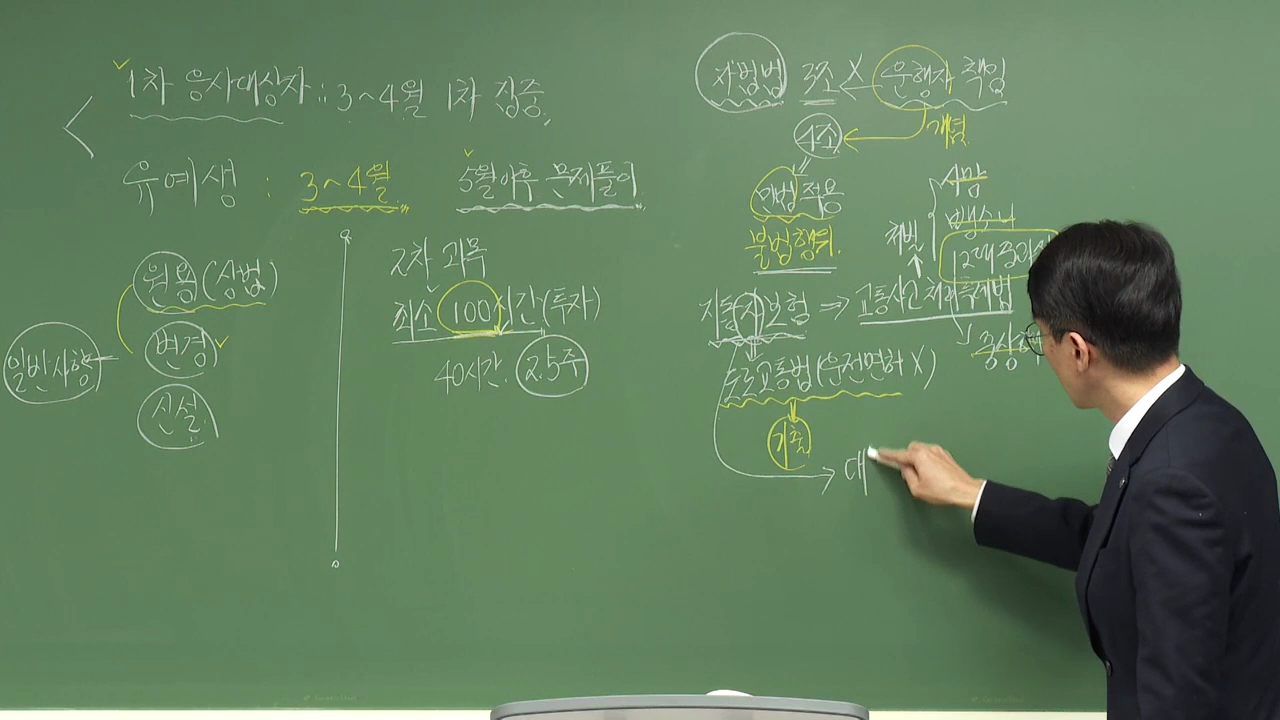 1차 응시대상자 : 3~4월 1차 집중.
유예생 : 3~4월 5월이후 문제풀이
원용(상법)
변경
신설
일반사항
2차 과목
최소 100시간(투자)
40시간. 2.5주
자배법 3조 X ← 운행자 책임
개념
4조
민법 적용
불법행위.
사망
뺑소니
12대중과실
처벌
자동차보험 ⇒ 교통사고처리특례법
중상해
도로교통법(운전면허 X)
기출
대